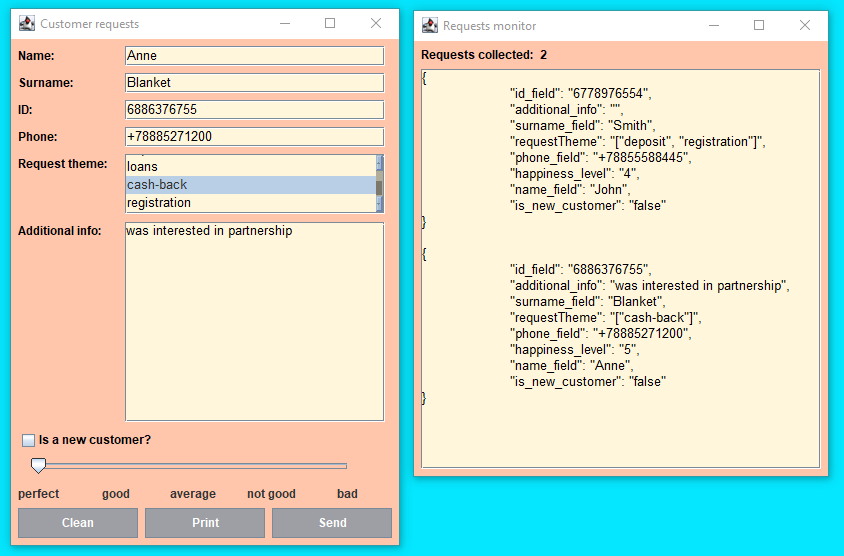 Customer requests
Name: Anne
Surname: Blanket
ID: 6886376755
Phone: +78885271200
Request theme: loans
cash-back
registration
Additional info: was interested in partnership
Is a new customer?
perfect good average not good bad
Clean Print Send
Requests monitor
Requests collected: 2
{
"id_field": "6778976554",
"additional_info": "",
"surname_field": "Smith",
"requestTheme": "["deposit", "registration"]",
"phone_field": "+78855588445",
"happiness_level": "4",
"name_field": "John",
"is_new_customer": "false"
}
{
"id_field": "6886376755",
"additional_info": "was interested in partnership",
"surname_field": "Blanket",
"requestTheme": "["cash-back"]",
"phone_field": "+78885271200",
"happiness_level": "5",
"name_field": "Anne",
"is_new_customer": "false"
}